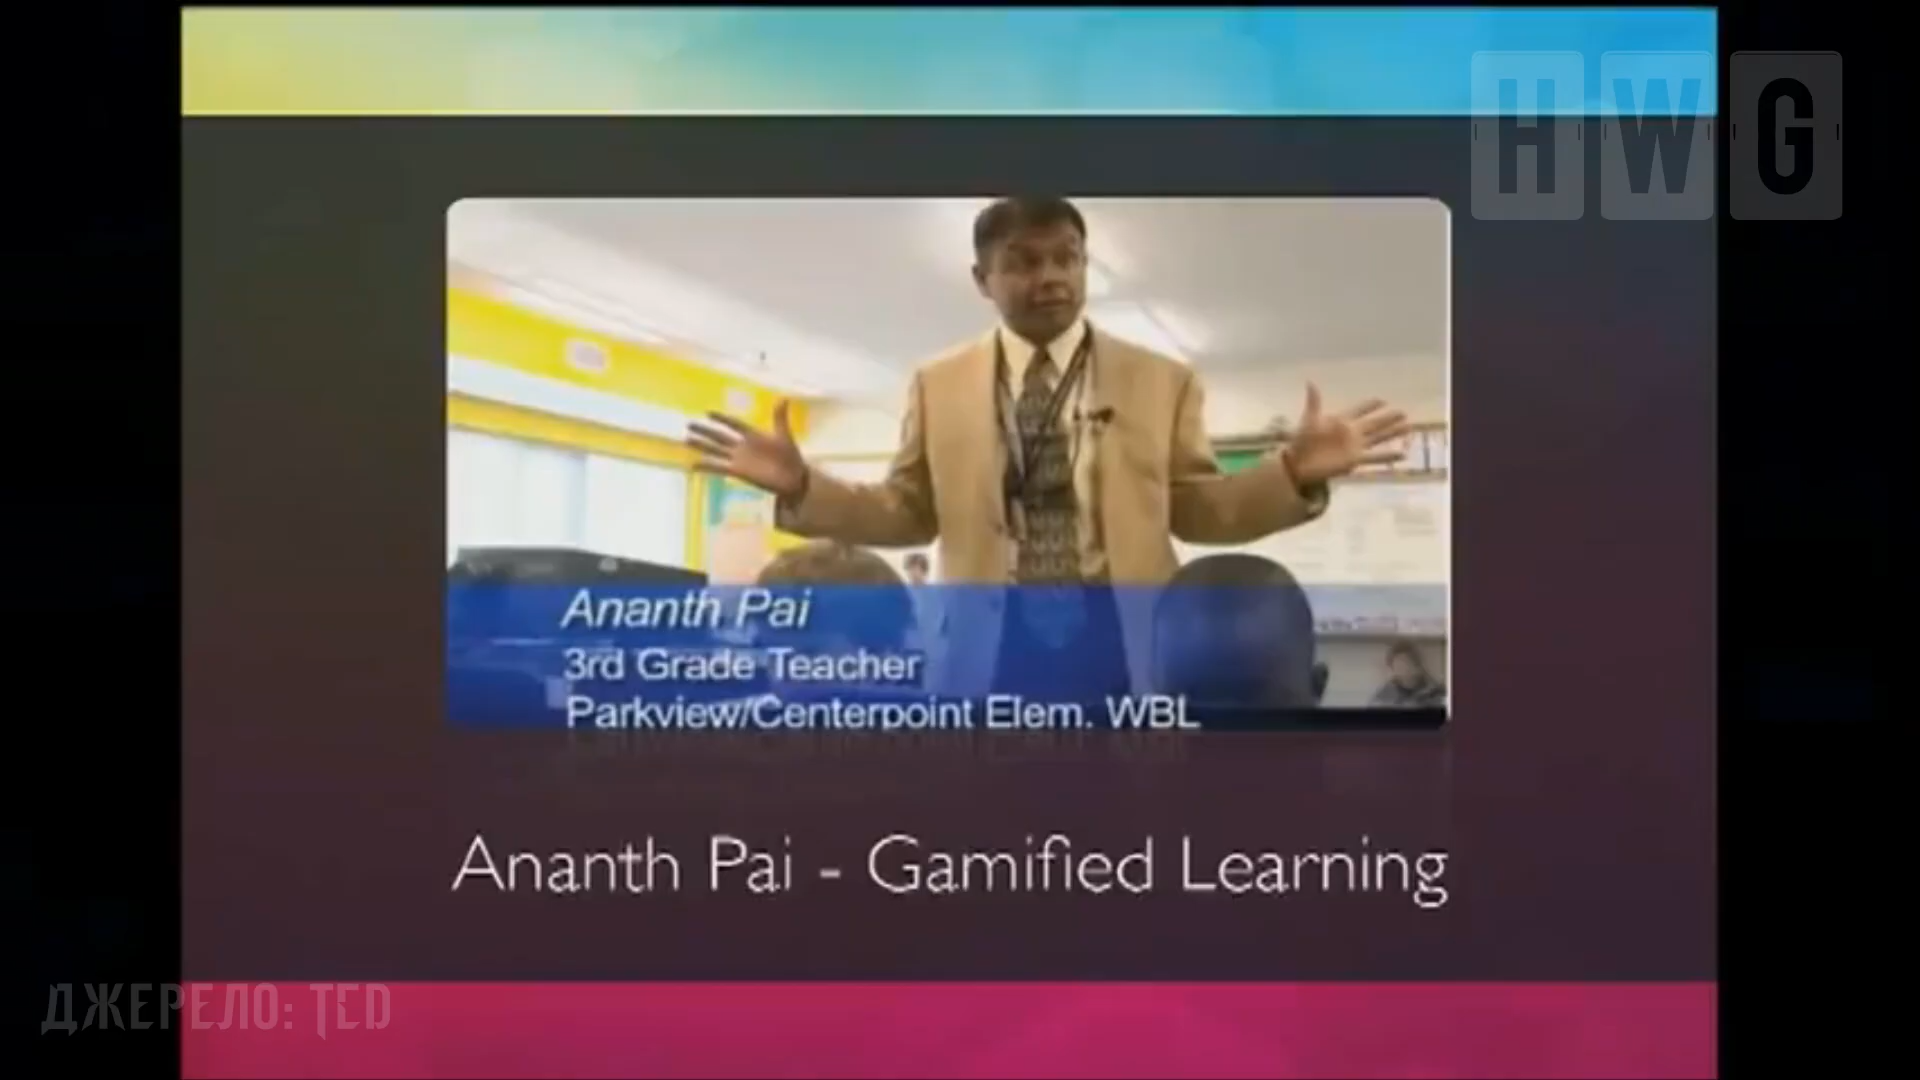 HWG
Ananth Pai
3rd Grade Teacher
Parkview/Centerpoint Elem. WBL
Ananth Pai - Gamified Learning
ДЖЕРЕЛО: TED